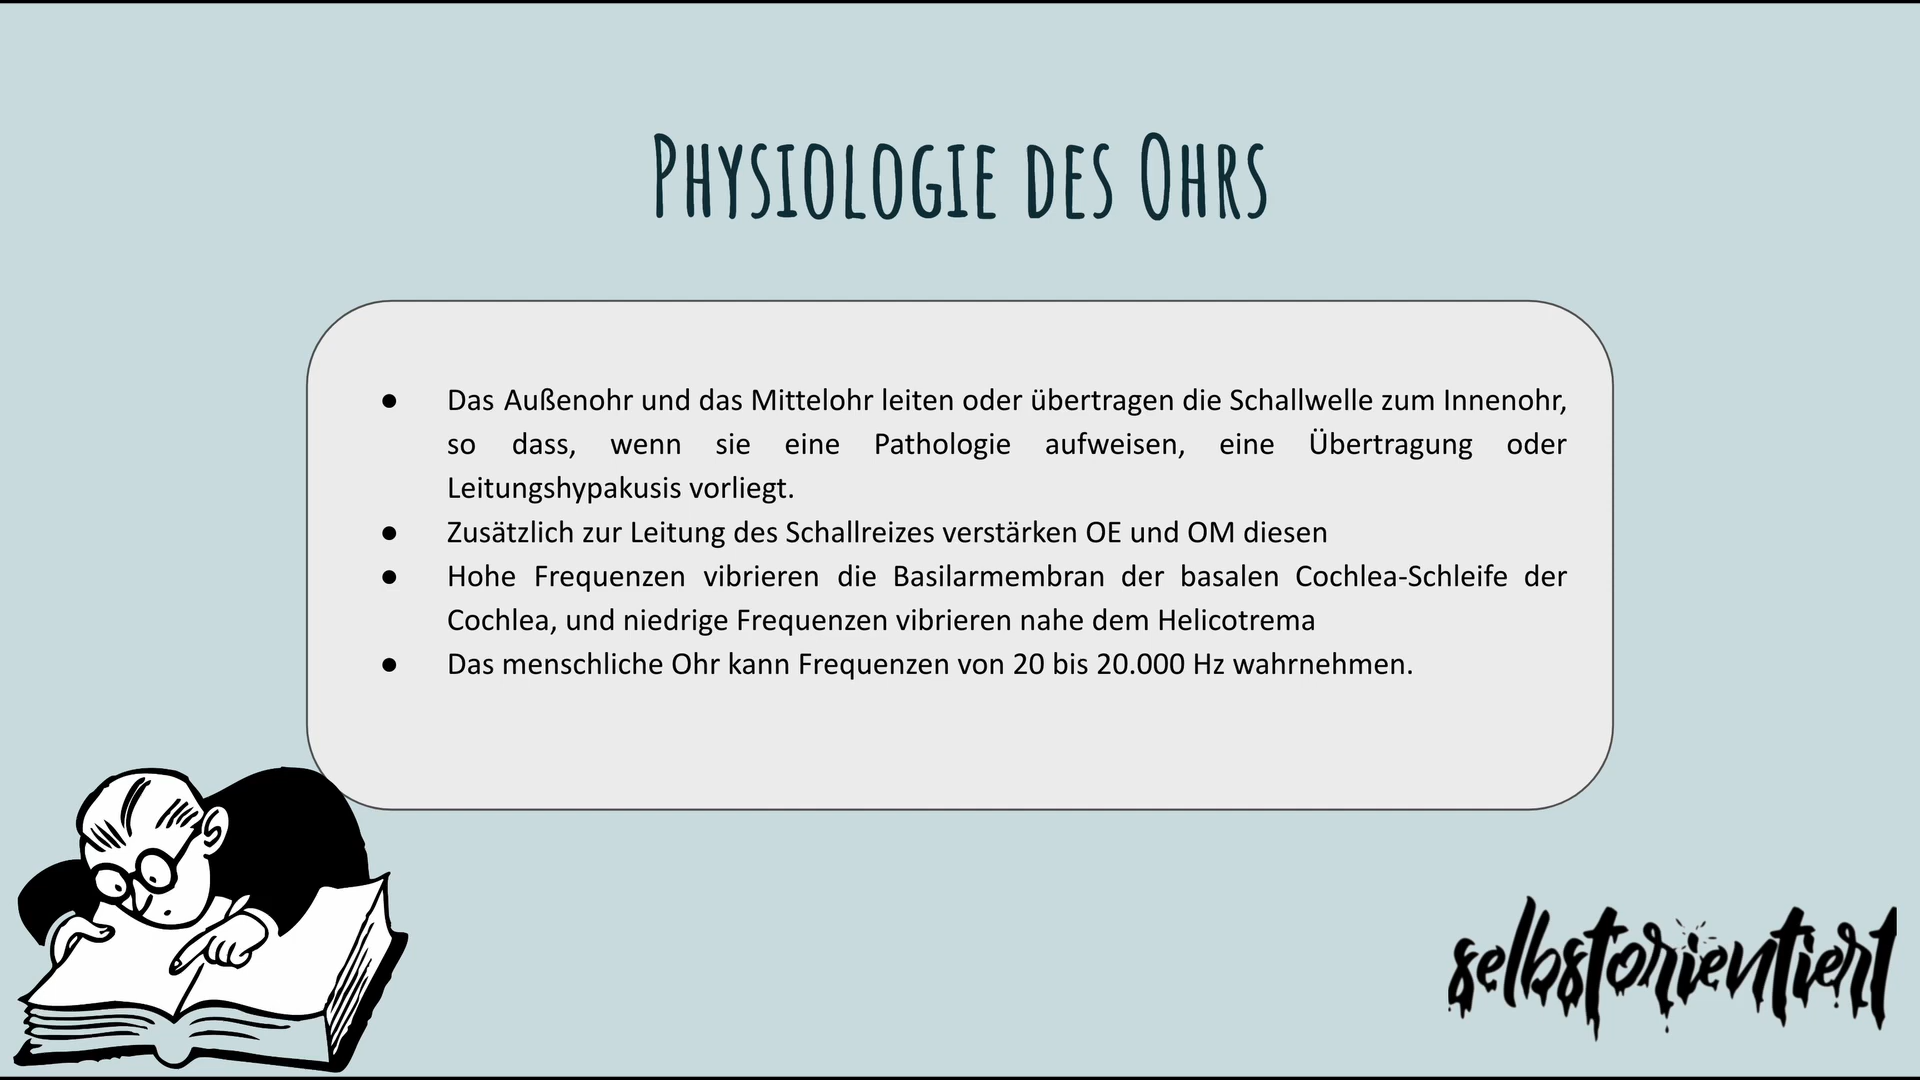 Physiologie des Ohrs
● Das Außenohr und das Mittelohr leiten oder übertragen die Schallwelle zum Innenohr,
so dass, wenn sie eine Pathologie aufweisen, eine Übertragung oder
Leitungshypakusis vorliegt.
● Zusätzlich zur Leitung des Schallreizes verstärken OE und OM diesen
● Hohe Frequenzen vibrieren die Basilarmembran der basalen Cochlea-Schleife der
Cochlea, und niedrige Frequenzen vibrieren nahe dem Helicotrema
● Das menschliche Ohr kann Frequenzen von 20 bis 20.000 Hz wahrnehmen.
selbstorientiert